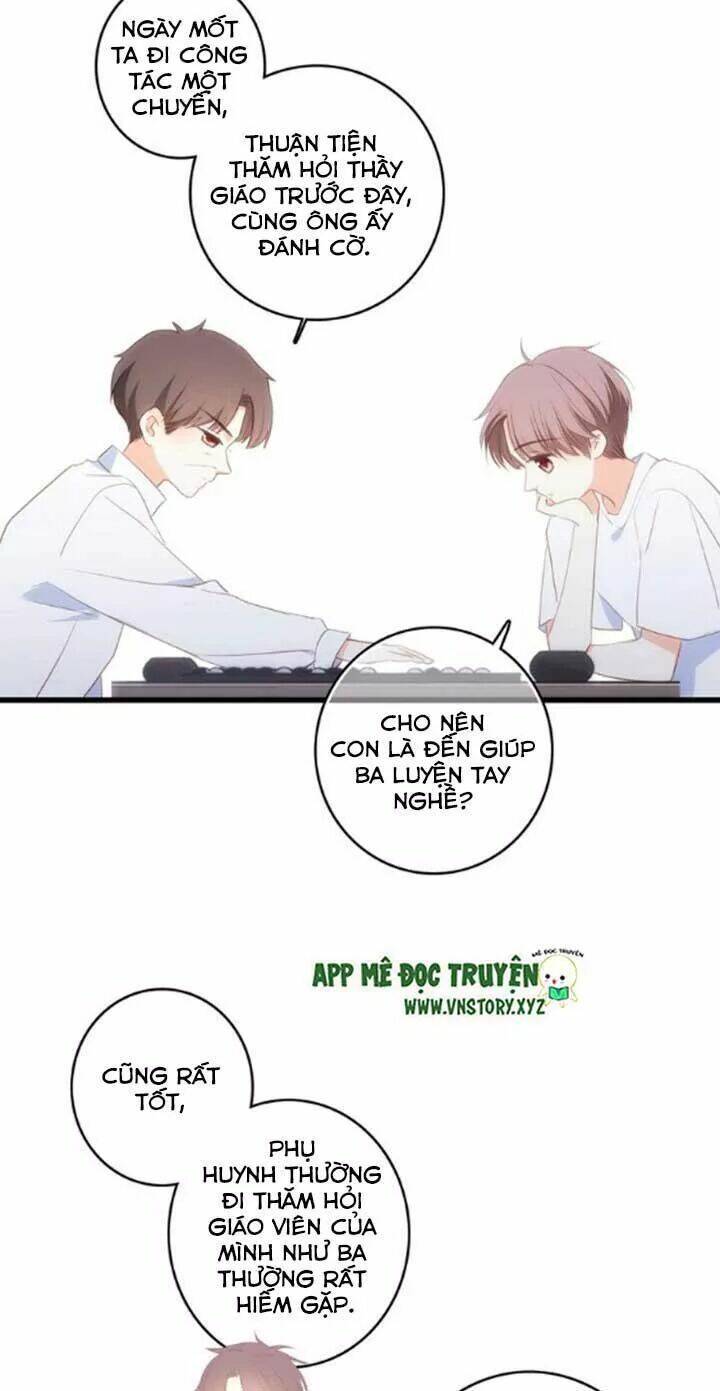 NGÀY MỐT
TA ĐI CÔNG
TÁC MỘT
CHUYẾN,
THUẬN TIỆN
THĂM HỎI THẦY
GIÁO TRƯỚC ĐÂY,
CÙNG ÔNG ẤY
ĐÁNH CỜ.
CHO NÊN
CON LÀ ĐẾN GIÚP
BA LUYỆN TAY
NGHỀ?
MÊ ĐỌC TRUYỆN
APP MÊ ĐỌC TRUYỆN
WWW.VNSTORY.XYZ
CŨNG RẤT
TỐT,
PHỤ
HUYNH THƯỜNG
ĐI THĂM HỎI
GIÁO VIÊN CỦA
MÌNH NHƯ BA
THƯỜNG RẤT
HIẾM GẶP.